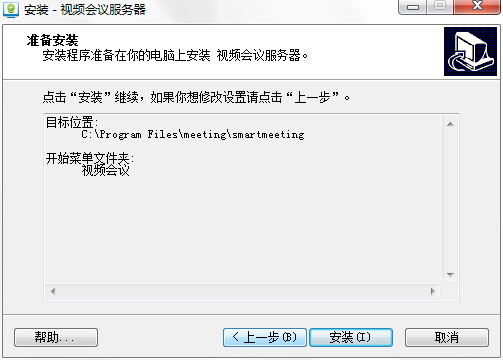 安装 - 视频会议服务器
准备安装
安装程序准备在你的电脑上安装 视频会议服务器。
点击“安装”继续，如果你想修改设置请点击“上一步”。
目标位置:
C:\Program Files\meeting\smartmeeting
开始菜单文件夹:
视频会议
帮助...
< 上一步(B)
安装(I)
取消